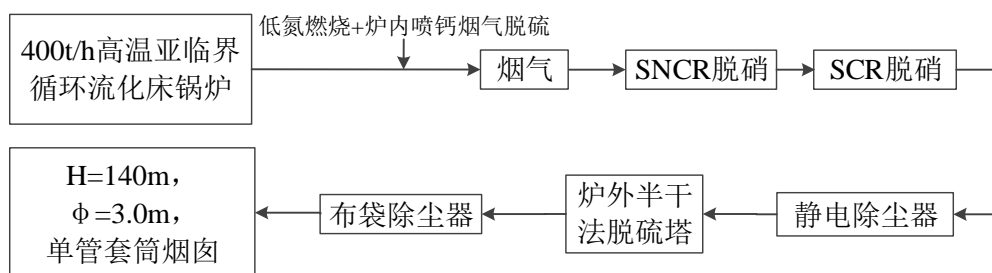 低氮燃烧+炉内喷钙烟气脱硫
400t/h高温亚临界
循环流化床锅炉
烟气
SNCR脱硝
SCR脱硝
H=140m，
φ=3.0m，
单管套筒烟囱
布袋除尘器
炉外半干
法脱硫塔
静电除尘器